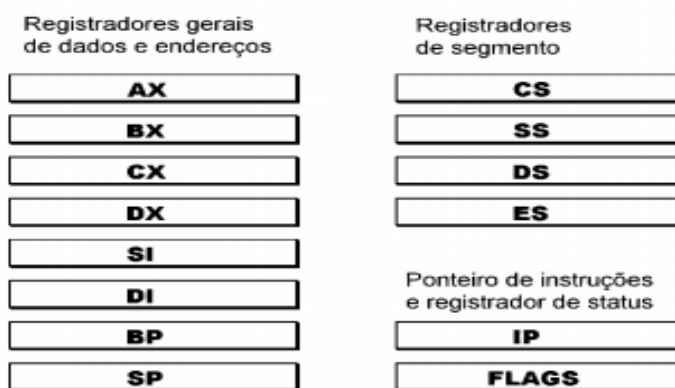 Registradores gerais
de dados e endereços
AX
BX
CX
DX
SI
DI
BP
SP
Registradores
de segmento
CS
SS
DS
ES
Ponteiro de instruções
e registrador de status
IP
FLAGS